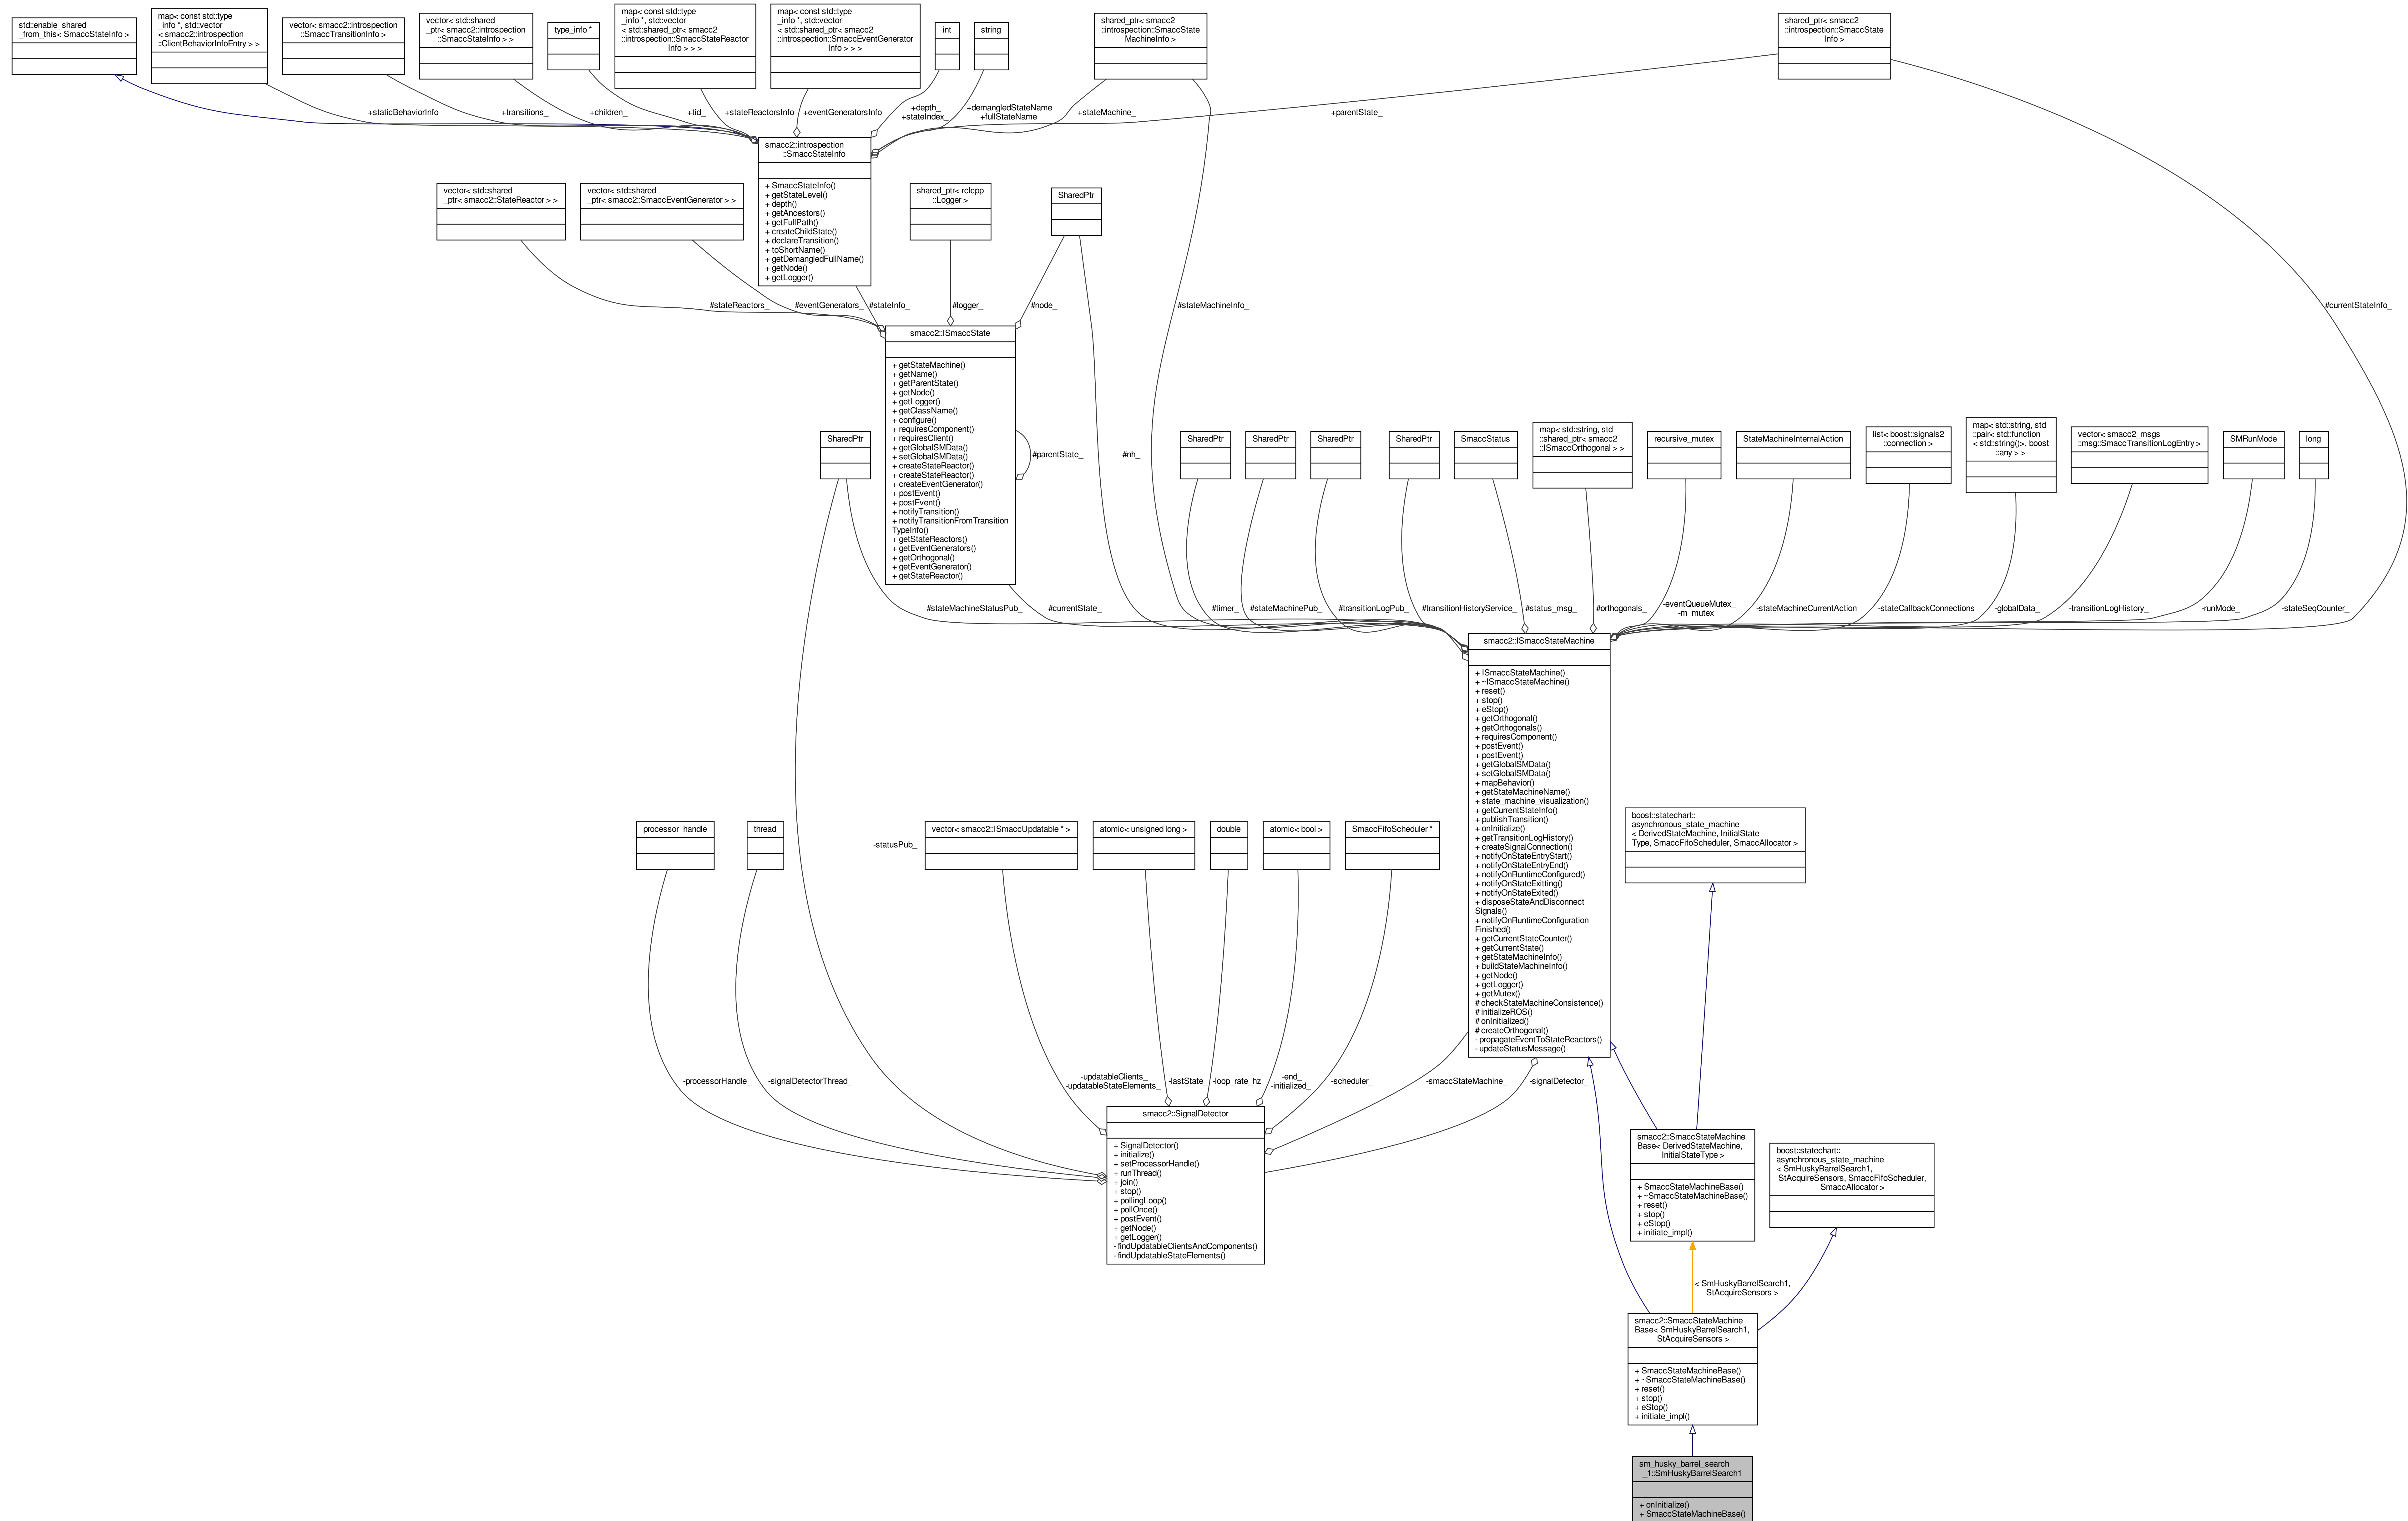 std::enable_shared
_from_this< SmaccStateInfo >
map< const std::type
_info *, std::vector
< smacc2::introspection
::ClientBehaviorInfoEntry > >
vector< smacc2::introspection
::SmaccTransitionInfo >
vector< std::shared
_ptr< smacc2::introspection
::SmaccStateInfo > >
type_info *
map< const std::type
_info *, std::vector
< std::shared_ptr< smacc2
::introspection::SmaccStateReactor
Info > > >
map< const std::type
_info *, std::vector
< std::shared_ptr< smacc2
::introspection::SmaccEventGenerator
Info > > >
int
string
shared_ptr< smacc2
::introspection::SmaccState
MachineInfo >
shared_ptr< smacc2
::introspection::SmaccState
Info >
+staticBehaviorInfo
+transitions_
+children_
+tid_
+stateReactorsInfo
+eventGeneratorsInfo
+depth_
+stateIndex_
+demangledStateName
+fullStateName
+stateMachine_
+parentState_
smacc2::introspection
::SmaccStateInfo
+ SmaccStateInfo()
+ getStateLevel()
+ depth()
+ getAncestors()
+ getFullPath()
+ createChildState()
+ declareTransition()
+ toShortName()
+ getDemangledFullName()
+ getNode()
+ getLogger()
vector< std::shared
_ptr< smacc2::StateReactor > >
vector< std::shared
_ptr< smacc2::SmaccEventGenerator > >
shared_ptr< rclcpp
::Logger >
SharedPtr
#stateReactors_
#eventGenerators_
#stateInfo_
#logger_
#node_
#stateMachineInfo_
#currentStateInfo_
smacc2::ISmaccState
+ getStateMachine()
+ getName()
+ getParentState()
+ getNode()
+ getLogger()
+ getClassName()
+ configure()
+ requiresComponent()
+ requiresClient()
+ getGlobalSMData()
+ setGlobalSMData()
+ createStateReactor()
+ createStateReactor()
+ createEventGenerator()
+ postEvent()
+ postEvent()
+ notifyTransition()
+ notifyTransitionFromTransition
TypeInfo()
+ getStateReactors()
+ getEventGenerators()
+ getOrthogonal()
+ getEventGenerator()
+ getStateReactor()
#parentState_
#nh_
SharedPtr
SharedPtr
SharedPtr
SharedPtr
SharedPtr
SmaccStatus
map< std::string, std
::shared_ptr< smacc2
::ISmaccOrthogonal > >
recursive_mutex
StateMachineInternalAction
list< boost::signals2
::connection >
map< std::string, std
::pair< std::function
< std::string()>, boost
::any > >
vector< smacc2_msgs
::msg::SmaccTransitionLogEntry >
SMRunMode
long
#stateMachineStatusPub_
#currentState_
#timer_
#stateMachinePub_
#transitionLogPub_
#transitionHistoryService_
#status_msg_
#orthogonals_
-eventQueueMutex_
-m_mutex_
-stateMachineCurrentAction
-stateCallbackConnections
-globalData_
-transitionLogHistory_
-runMode_
-stateSeqCounter_
smacc2::ISmaccStateMachine
+ ISmaccStateMachine()
+ ~ISmaccStateMachine()
+ reset()
+ stop()
+ eStop()
+ getOrthogonal()
+ getOrthogonals()
+ requiresComponent()
+ postEvent()
+ postEvent()
+ getGlobalSMData()
+ setGlobalSMData()
+ mapBehavior()
+ getStateMachineName()
+ state_machine_visualization()
+ getCurrentStateInfo()
+ publishTransition()
+ onInitialize()
+ getTransitionLogHistory()
+ createSignalConnection()
+ notifyOnStateEntryStart()
+ notifyOnStateEntryEnd()
+ notifyOnRuntimeConfigured()
+ notifyOnStateExitting()
+ notifyOnStateExited()
+ disposeStateAndDisconnect
Signals()
+ notifyOnRuntimeConfiguration
Finished()
+ getCurrentStateCounter()
+ getCurrentState()
+ getStateMachineInfo()
+ buildStateMachineInfo()
+ getNode()
+ getLogger()
+ getMutex()
# checkStateMachineConsistence()
# initializeROS()
# onInitialized()
# createOrthogonal()
- propagateEventToStateReactors()
- updateStatusMessage()
processor_handle
thread
-statusPub_
vector< smacc2::ISmaccUpdatable * >
atomic< unsigned long >
double
atomic< bool >
SmaccFifoScheduler *
boost::statechart::
asynchronous_state_machine
< DerivedStateMachine, InitialState
Type, SmaccFifoScheduler, SmaccAllocator >
-processorHandle_
-signalDetectorThread_
-updatableClients_
-updatableStateElements_
-lastState_
-loop_rate_hz
-end_
-initialized_
-scheduler_
-smaccStateMachine_
-signalDetector_
smacc2::SignalDetector
+ SignalDetector()
+ initialize()
+ setProcessorHandle()
+ runThread()
+ join()
+ stop()
+ pollingLoop()
+ pollOnce()
+ postEvent()
+ getNode()
+ getLogger()
- findUpdatableClientsAndComponents()
- findUpdatableStateElements()
smacc2::SmaccStateMachine
Base< DerivedStateMachine,
InitialStateType >
+ SmaccStateMachineBase()
+ ~SmaccStateMachineBase()
+ reset()
+ stop()
+ eStop()
+ initiate_impl()
boost::statechart::
asynchronous_state_machine
< SmHuskyBarrelSearch1,
StAcquireSensors, SmaccFifoScheduler,
SmaccAllocator >
< SmHuskyBarrelSearch1,
StAcquireSensors >
smacc2::SmaccStateMachine
Base< SmHuskyBarrelSearch1,
StAcquireSensors >
+ SmaccStateMachineBase()
+ ~SmaccStateMachineBase()
+ reset()
+ stop()
+ eStop()
+ initiate_impl()
sm_husky_barrel_search
_1::SmHuskyBarrelSearch1
+ onInitialize()
+ SmaccStateMachineBase()